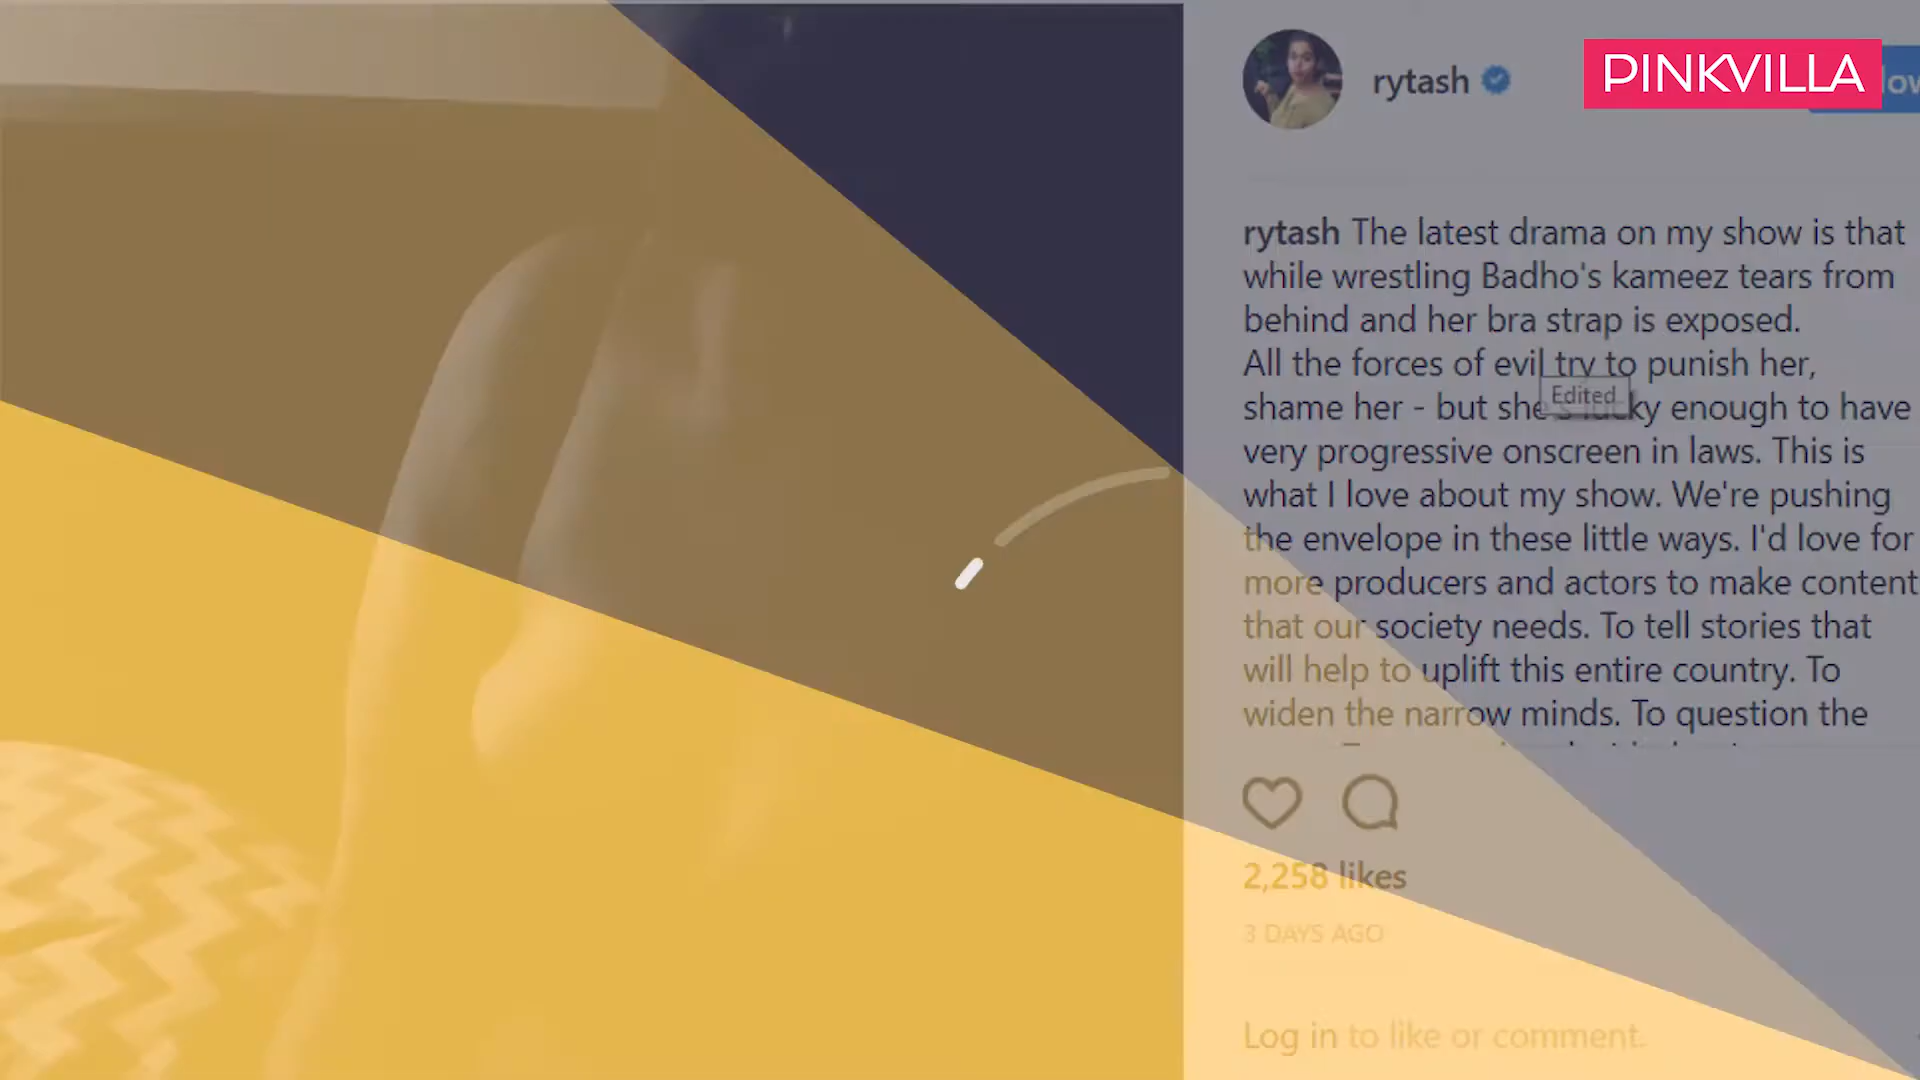 rytash
PINKVILLA
rytash The latest drama on my show is that
while wrestling Badho's kameez tears from
behind and her bra strap is exposed.
All the forces of evil try to punish her,
Edited
shame her - but she's lucky enough to have
very progressive onscreen in laws. This is
what I love about my show. We're pushing
the envelope in these little ways. I'd love for
more producers and actors to make content
that our society needs. To tell stories that
will help to uplift this entire country. To
widen the narrow minds. To question the
2,258 likes
3 DAYS AGO
Log in to like or comment.